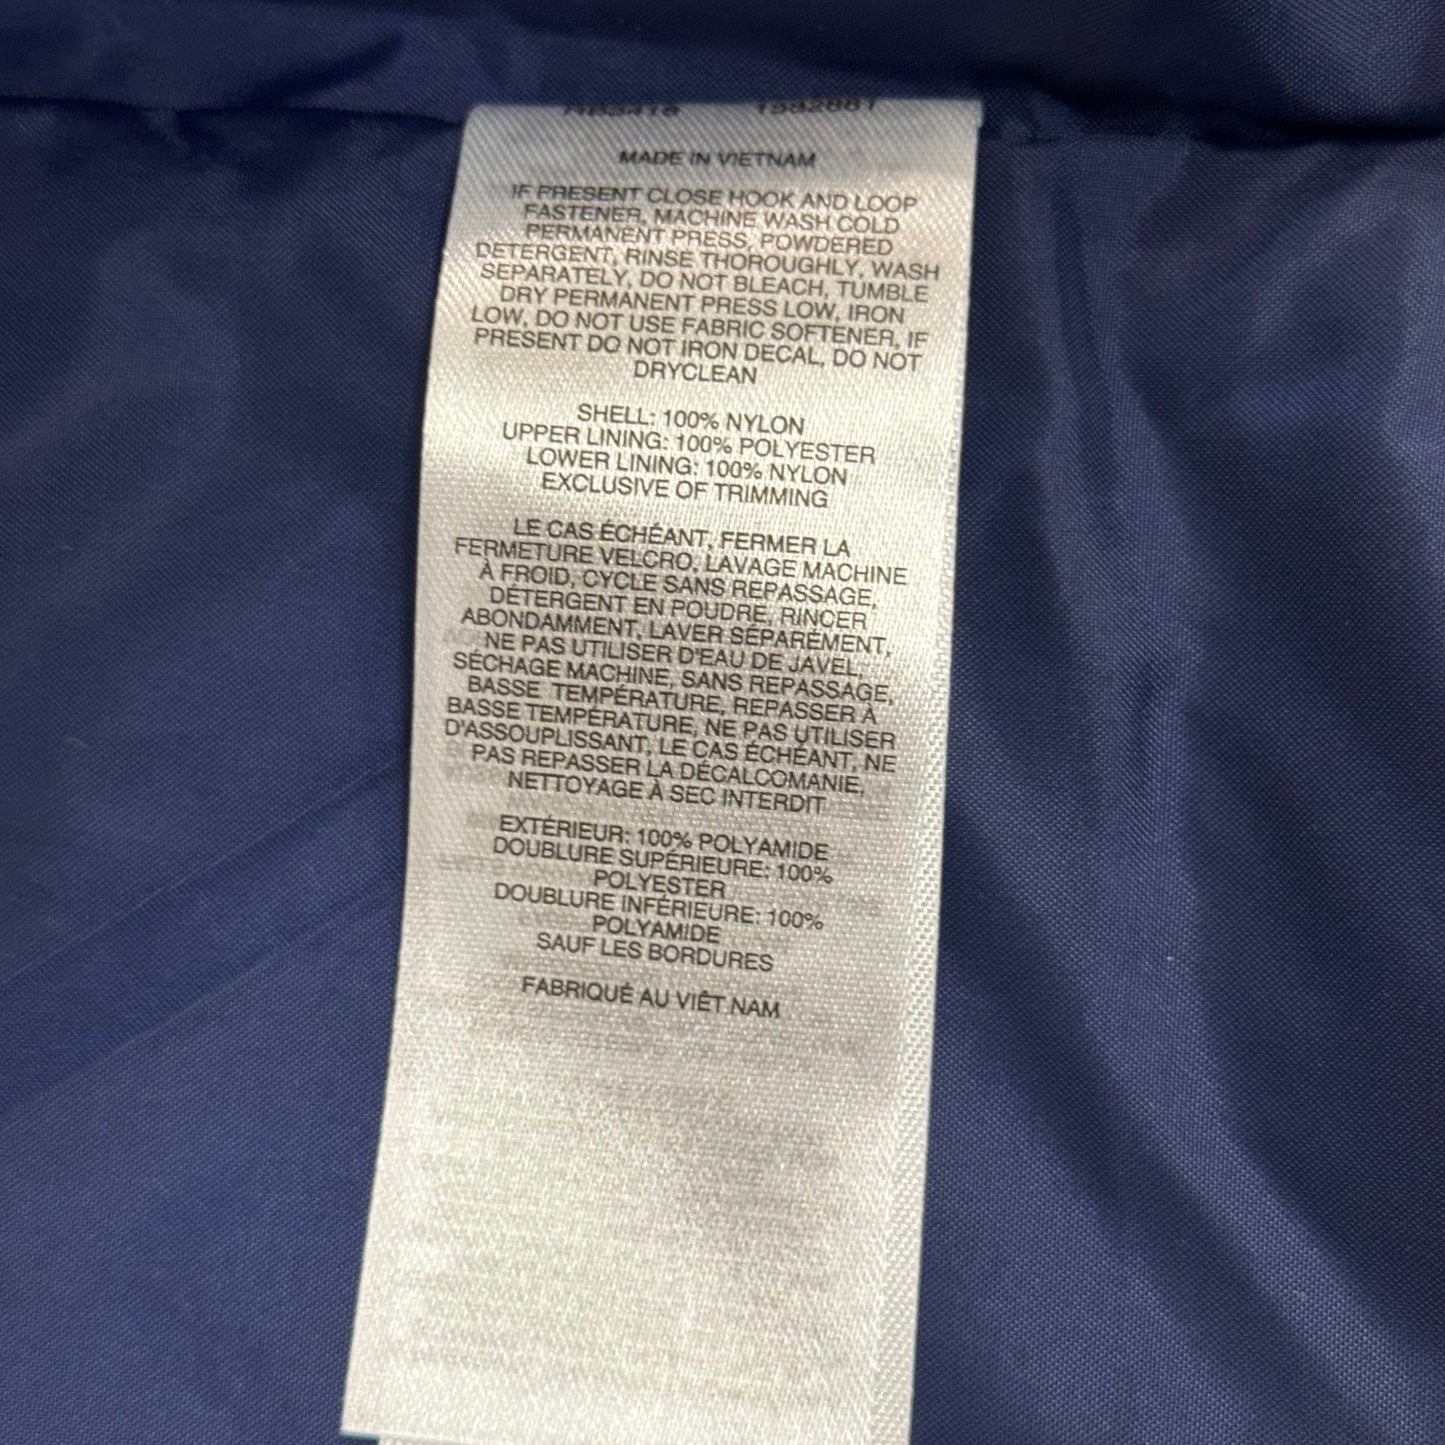 MADE IN VIETNAM
IF PRESENT CLOSE HOOK AND LOOP
FASTENER, MACHINE WASH COLD
PERMANENT PRESS, POWDERED
DETERGENT, RINSE THOROUGHLY, WASH
SEPARATELY, DO NOT BLEACH, TUMBLE
DRY PERMANENT PRESS LOW, IRON
LOW, DO NOT USE FABRIC SOFTENER, IF
PRESENT DO NOT IRON DECAL, DO NOT
DRYCLEAN
SHELL: 100% NYLON
UPPER LINING: 100% POLYESTER
LOWER LINING: 100% NYLON
EXCLUSIVE OF TRIMMING
LE CAS ÉCHÉANT, FERMER LA
FERMETURE VELCRO, LAVAGE MACHINE
À FROID, CYCLE SANS REPASSAGE,
DÉTERGENT EN POUDRE, RINCER
ABONDAMMENT, LAVER SÉPARÉMENT,
NE PAS UTILISER D'EAU DE JAVEL,
SÉCHAGE MACHINE, SANS REPASSAGE,
BASSE TEMPÉRATURE, REPASSER À
BASSE TEMPÉRATURE, NE PAS UTILISER
D'ASSOUPLISSANT, LE CAS ÉCHÉANT, NE
PAS REPASSER LA DÉCALCOMANIE,
NETTOYAGE À SEC INTERDIT
EXTÉRIEUR: 100% POLYAMIDE
DOUBLURE SUPÉRIEURE: 100%
POLYESTER
DOUBLURE INFÉRIEURE: 100%
POLYAMIDE
SAUF LES BORDURES
FABRIQUÉ AU VIÊT NAM